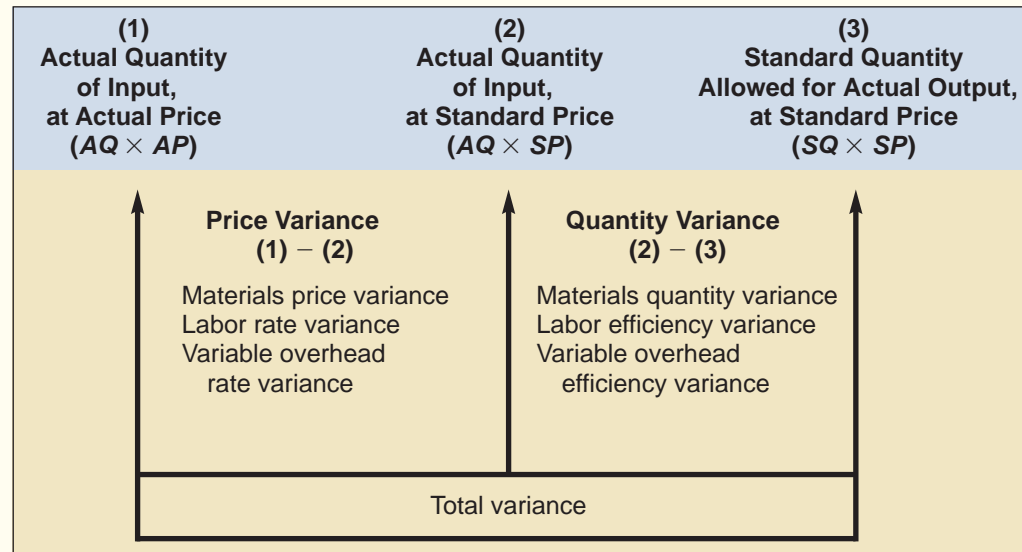 (1)
Actual Quantity
of Input,
at Actual Price
(AQ × AP)
(2)
Actual Quantity
of Input,
at Standard Price
(AQ × SP)
(3)
Standard Quantity
Allowed for Actual Output,
at Standard Price
(SQ × SP)
Price Variance
(1) − (2)
Materials price variance
Labor rate variance
Variable overhead
rate variance
Quantity Variance
(2) − (3)
Materials quantity variance
Labor efficiency variance
Variable overhead
efficiency variance
Total variance